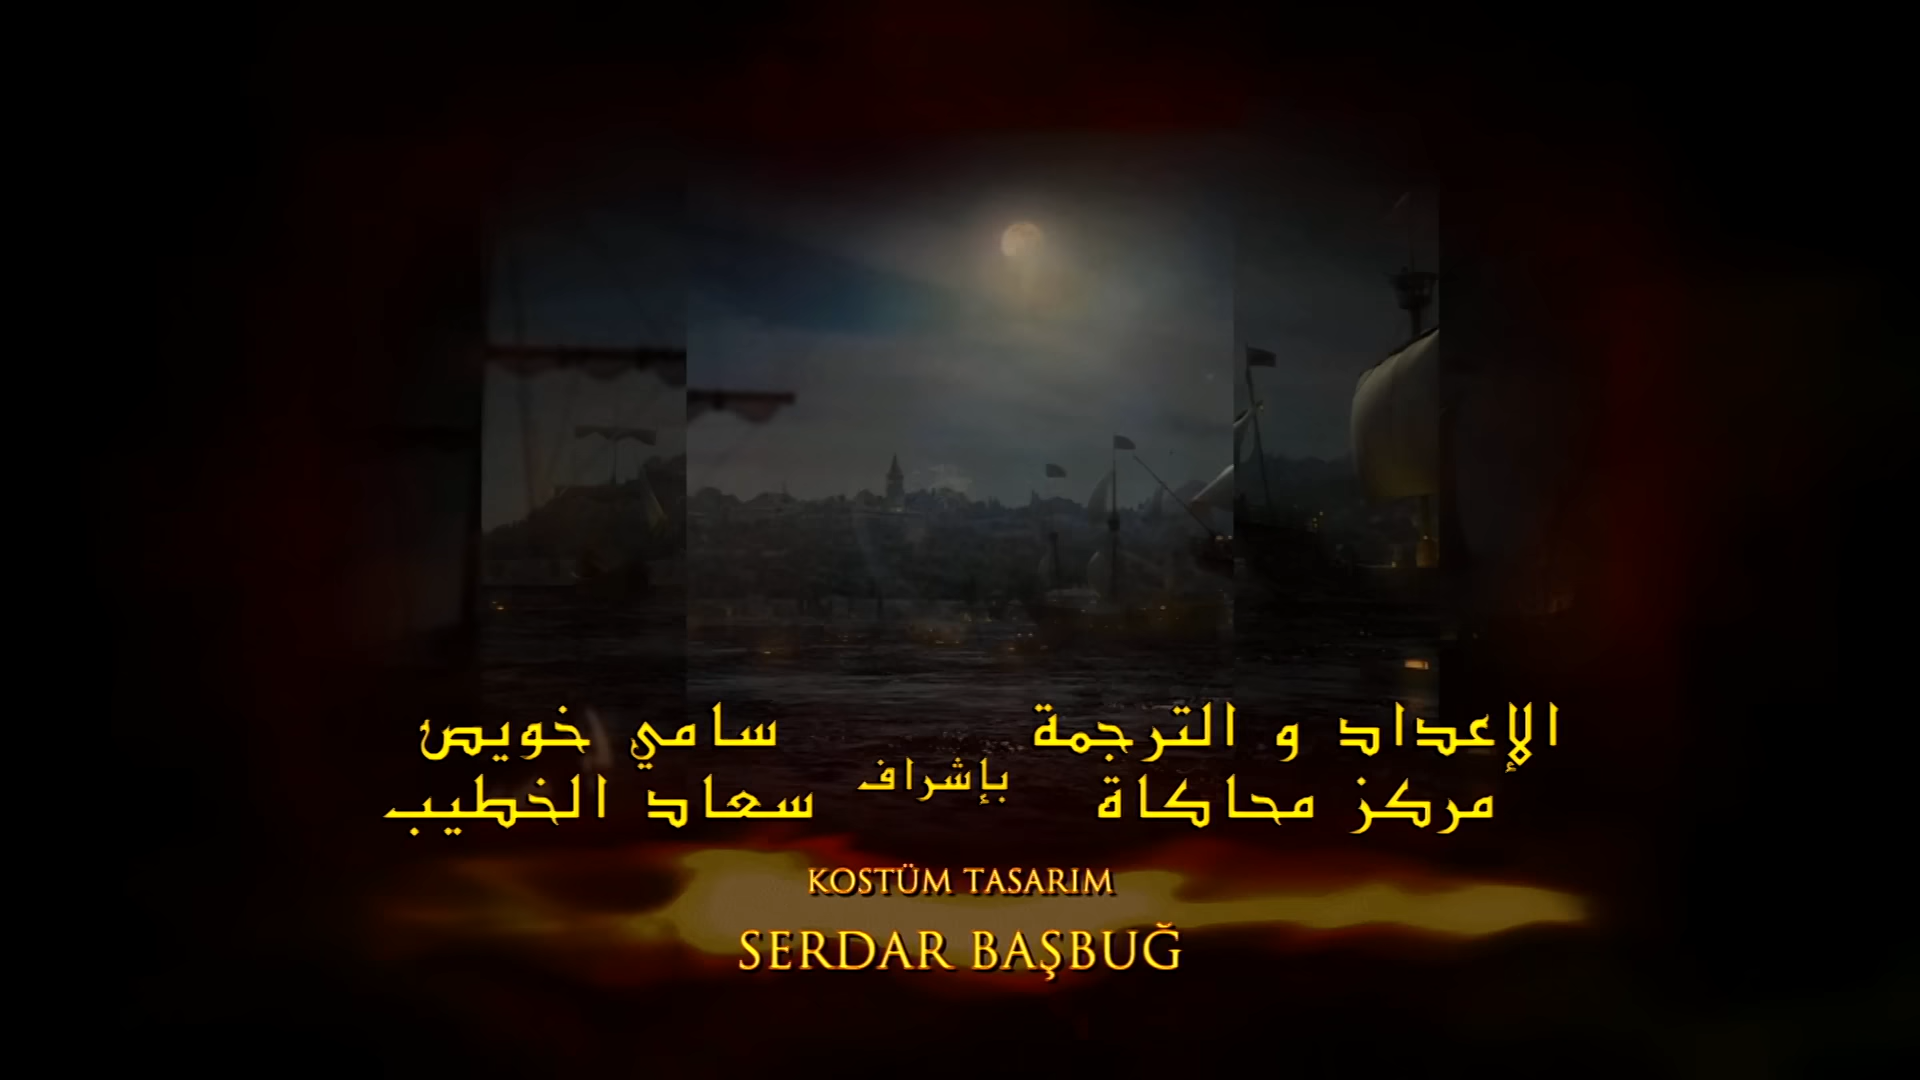 الإعداد و الترجمة
مركز محاكاة
بإشراف
سامي خويص
سعاد الخطيب
KOSTÜM TASARIM
SERDAR BAŞBUĞ